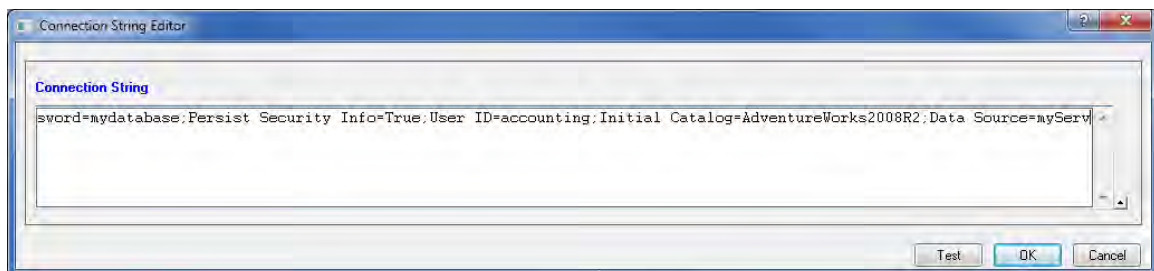 Connection String Editor
?
X
Connection String
sword=mydatabase;Persist Security Info=True;User ID=accounting;Initial Catalog=AdventureWorks2008R2;Data Source=myServ
Test OK Cancel